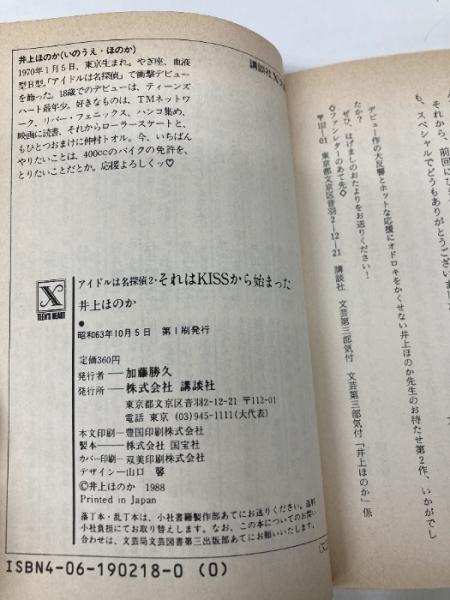 井上ほのか(いのうえ・ほのか)
1970年1月5日、東京生まれ。やぎ座、血液
型B型。「アイドルは名探偵」で衝撃デビュー
を飾った。18歳でのデビューは、ティーンズ
ハート最年少。好きなものは、TMネットワ
ーク、リバー・フェニックス、ハンコ集め、
映画に読書、それからローラースケートと、
もひとつおまけに仲村トオル。今、いちばん
やりたいことは、400ccのバイクの免許を、
とりたいことだとか。応援よろしくッ♡
X
TEEN'S HEART
アイドルは名探偵2・それはKISSから始まった
井上ほのか
●
昭和63年10月5日 第1刷発行
定価360円
発行者―加藤勝久
発行所―株式会社 講談社
東京都文京区音羽2-12-21 〒112-01
電話 東京 (03)945-1111(大代表)
本文印刷―豊国印刷株式会社
製本―株式会社 国宝社
カバー印刷―双美印刷株式会社
デザイン―山口 馨
©井上ほのか 1988
Printed in Japan
落丁本・乱丁本は、小社書籍製作部あてにお送りください。送料
小社負担にてお取り替えします。なお、この本についてのお問い
合わせは、文芸局文芸図書第三出版部あてにお願いいたします。
ISBN4-06-190218-0 (0)
講談社X
それから、前回にひ
も、スペシャルでどうもありがとうござい
デビュー作の大反響とホットな応援にオドロキをかくせない井上ほのか先生のお待たせ第2作、いかがでし
たか?
ぜひ、はげましのおたよりをお送りください!
◇ファンレターのあて先◇
〒112-01 東京都文京区音羽2-12-21 講談社 文芸第三部気付 文芸第三部気付「井上ほのか」係